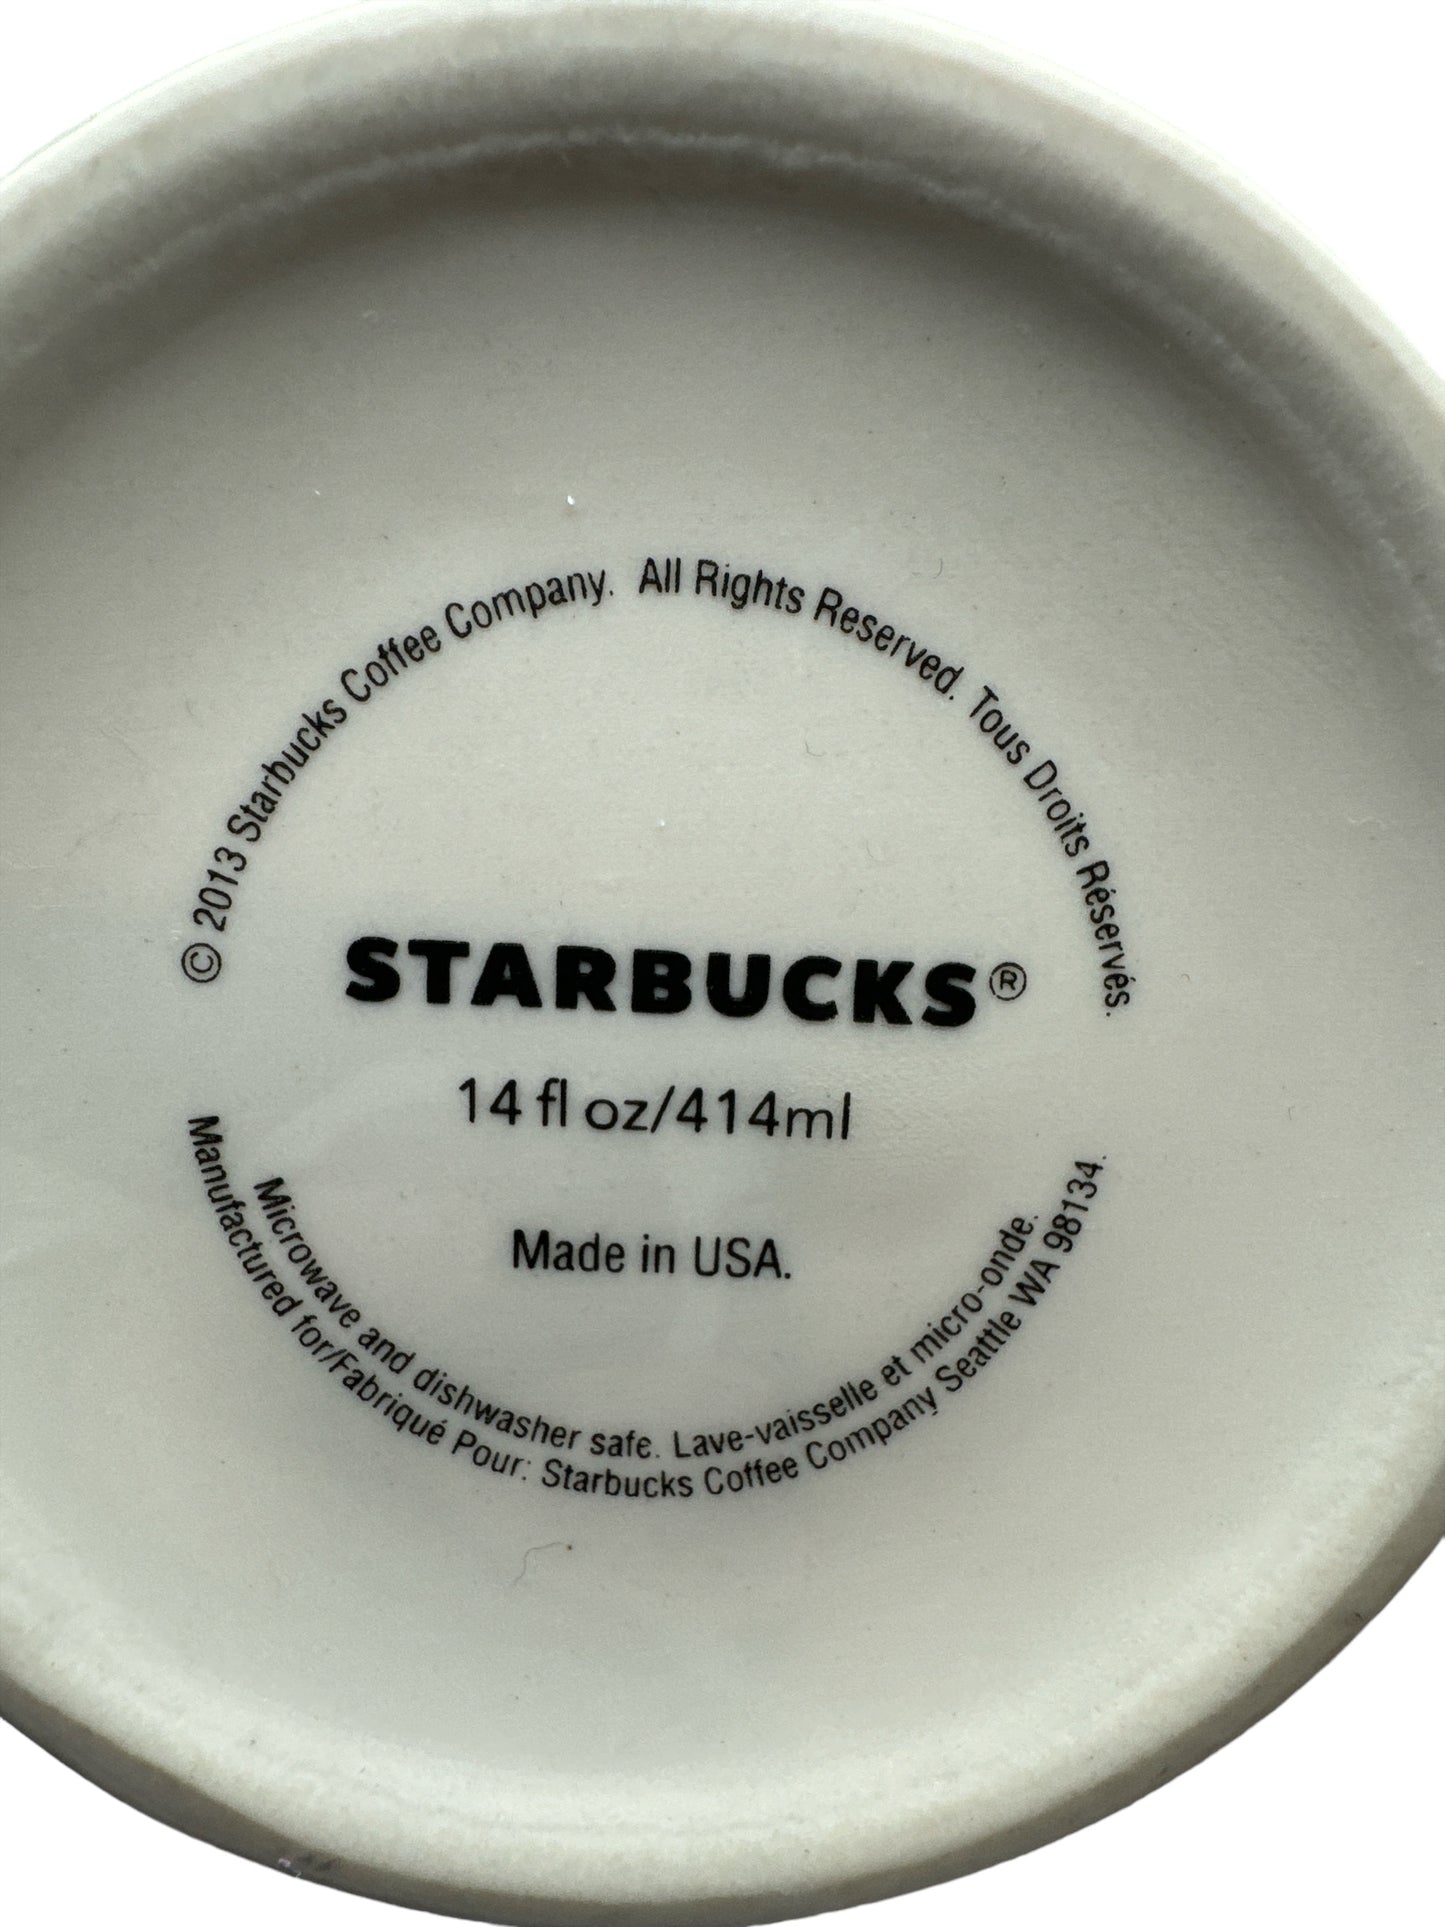 © 2013 Starbucks Coffee Company. All Rights Reserved. Tous Droits Réservés.
STARBUCKS®
14 fl oz/414ml
Made in USA.
Microwave and dishwasher safe. Lave-vaisselle et micro-onde.
Manufactured for/Fabriqué Pour: Starbucks Coffee Company Seattle WA 98134.